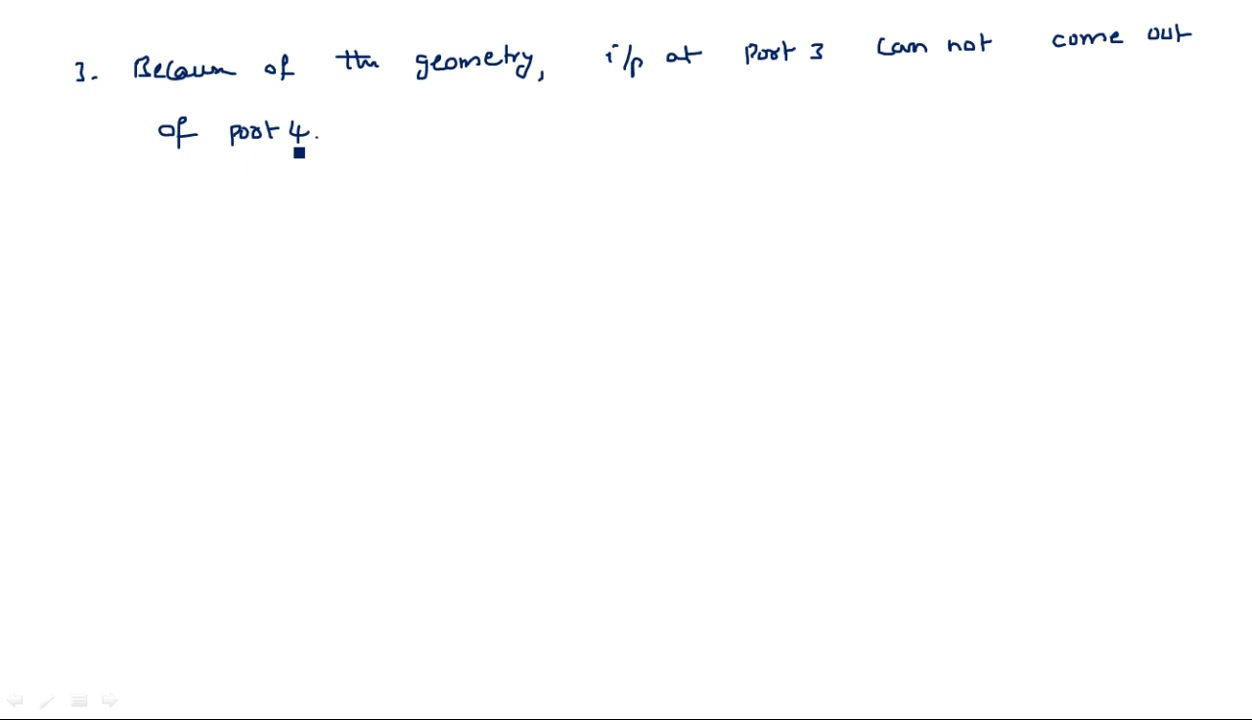 3. Because of the geometry, i/p at port 3 can not come out
of port 4.